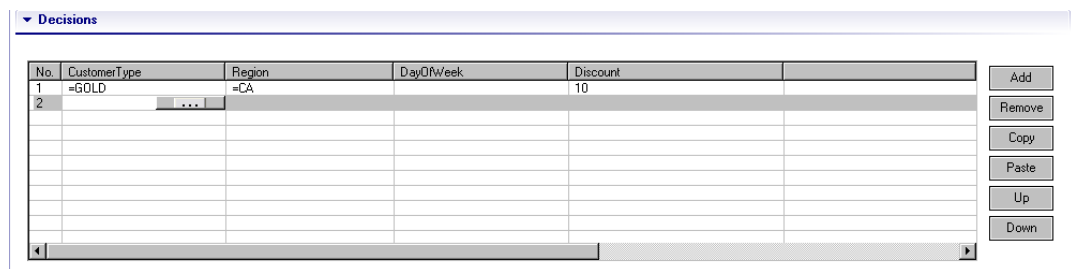 Decisions
No. CustomerType Region DayOfWeek Discount
1 =GOLD =CA 10
2 ...
Add
Remove
Copy
Paste
Up
Down